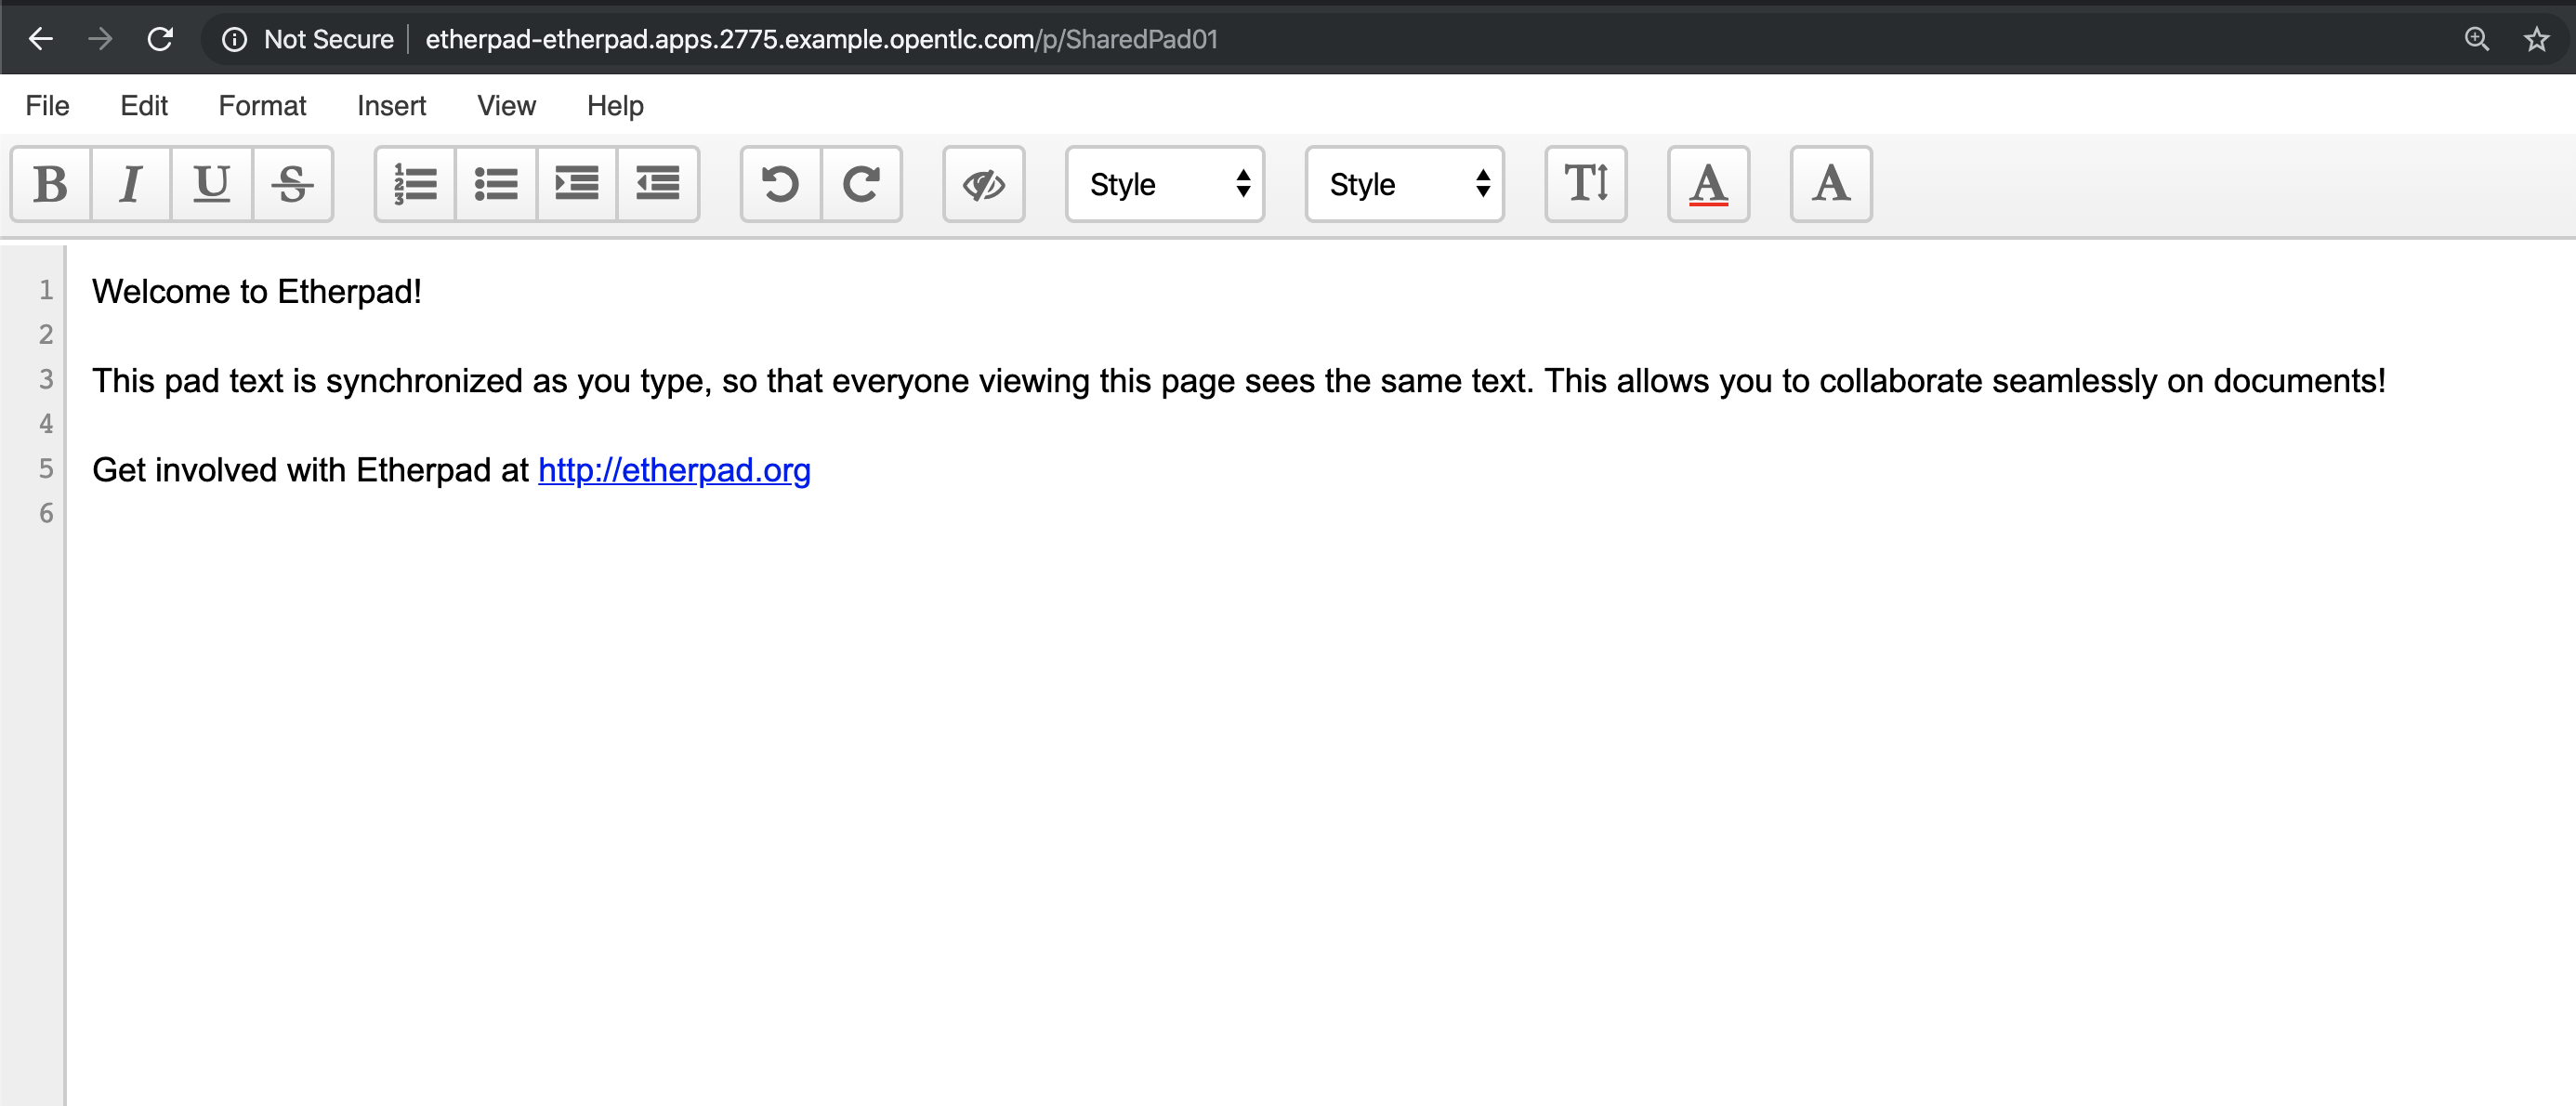 Not Secure etherpad-etherpad.apps.2775.example.opentlc.com/p/SharedPad01
File Edit Format Insert View Help
B I U S Style Style T A A
1 Welcome to Etherpad!
2
3 This pad text is synchronized as you type, so that everyone viewing this page sees the same text. This allows you to collaborate seamlessly on documents!
4
5 Get involved with Etherpad at http://etherpad.org
6